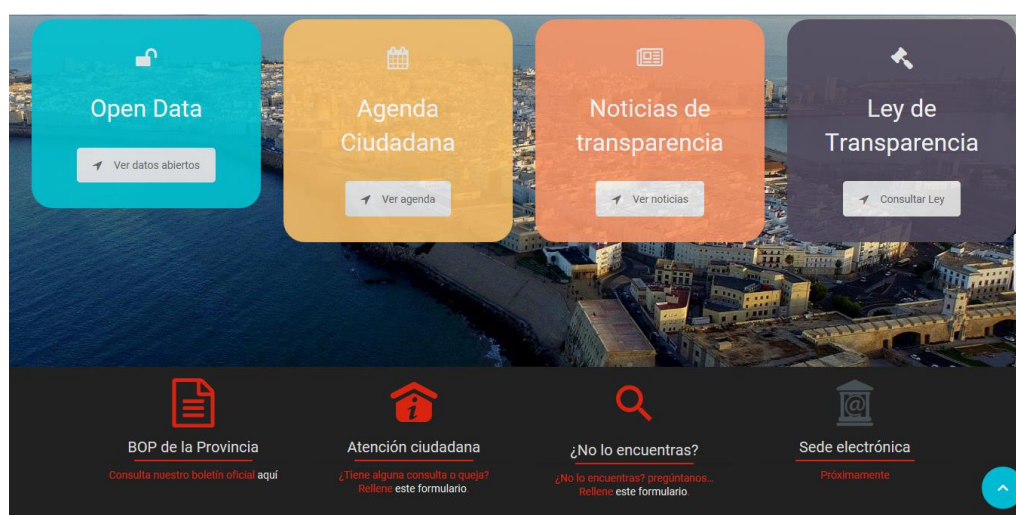 Open Data
Ver datos abiertos
Agenda
Ciudadana
Ver agenda
Noticias de
transparencia
Ver noticias
Ley de
Transparencia
Consultar Ley
BOP de la Provincia
Consulta nuestro boletín oficial aquí
Atención ciudadana
¿Tiene alguna consulta o queja?
Rellene este formulario.
¿No lo encuentras?
¿No lo encuentras? pregúntanos...
Rellene este formulario.
Sede electrónica
Próximamente